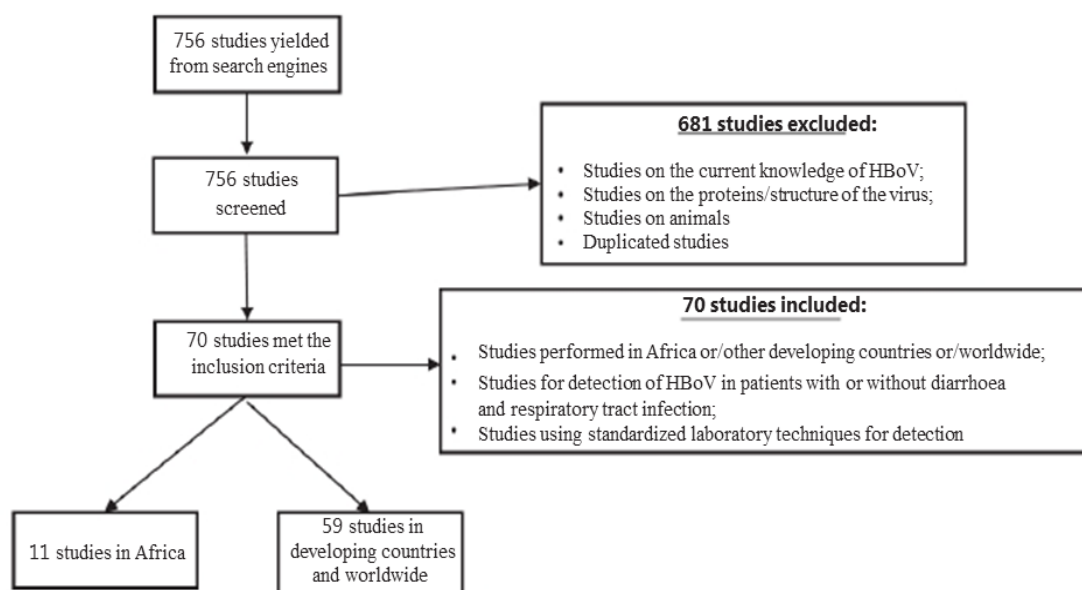 756 studies yielded
from search engines
756 studies
screened
681 studies excluded:
• Studies on the current knowledge of HBoV;
• Studies on the proteins/structure of the virus;
• Studies on animals
• Duplicated studies
70 studies met the
inclusion criteria
70 studies included:
• Studies performed in Africa or/other developing countries or/worldwide;
• Studies for detection of HBoV in patients with or without diarrhoea
and respiratory tract infection;
• Studies using standardized laboratory techniques for detection
11 studies in Africa
59 studies in
developing countries
and worldwide